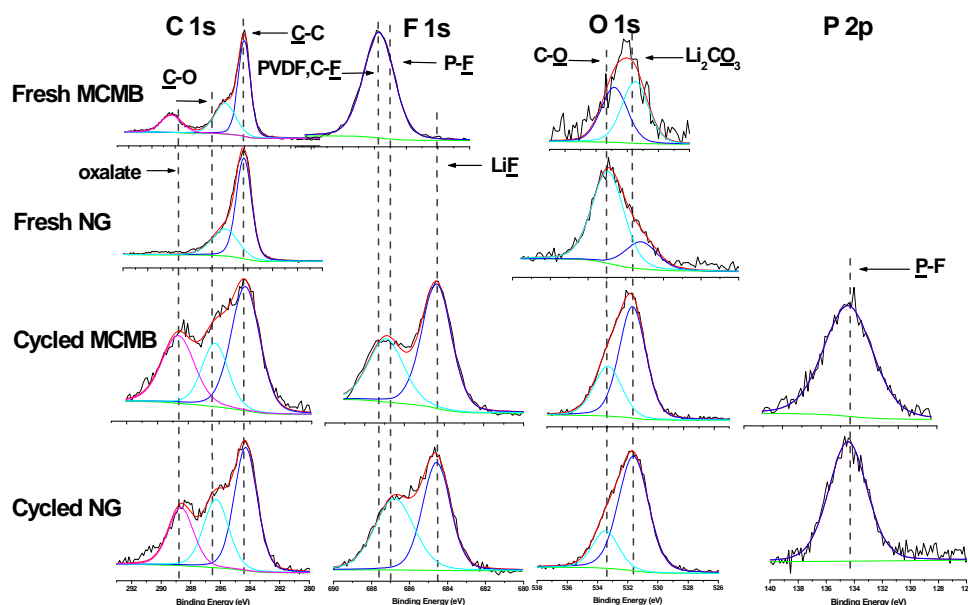 C 1s
F 1s
O 1s
P 2p
C-C
C-O
PVDF,C-F
P-F
C-O
Li₂CO₃
Fresh MCMB
oxalate
LiF
Fresh NG
P-F
Cycled MCMB
Cycled NG
292 290 288 286 284 282 280
690 688 686 684 682 680
536 534 532 530 528 526
140 138 136 134 132 130 128
Binding Energy (eV)
Binding Energy (eV)
Binding Energy (eV)
Binding Energy (eV)